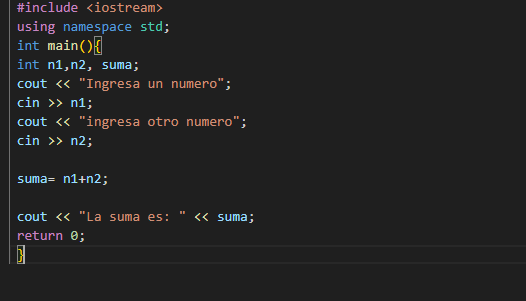 #include <iostream>
using namespace std;
int main(){
int n1,n2, suma;
cout << "Ingresa un numero";
cin >> n1;
cout << "ingresa otro numero";
cin >> n2;
suma= n1+n2;
cout << "La suma es: " << suma;
return 0;
}